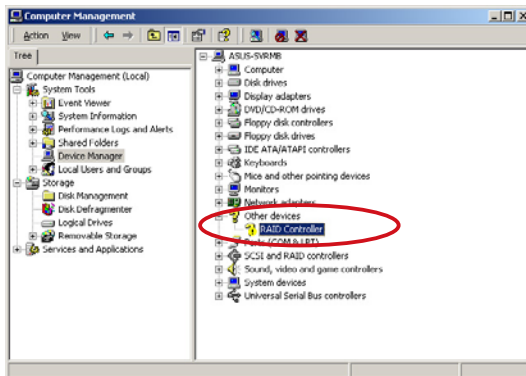 Computer Management
Action View
Tree
Computer Management (Local)
System Tools
Event Viewer
System Information
Performance Logs and Alerts
Shared Folders
Device Manager
Local Users and Groups
Storage
Disk Management
Disk Defragmenter
Logical Drives
Removable Storage
Services and Applications
ASUS-SVRMB
Computer
Disk drives
Display adapters
DVD/CD-ROM drives
Floppy disk controllers
Floppy disk drives
IDE ATA/ATAPI controllers
Keyboards
Mice and other pointing devices
Monitors
Network adapters
Other devices
RAID Controller
Ports (COM & LPT)
SCSI and RAID controllers
Sound, video and game controllers
System devices
Universal Serial Bus controllers